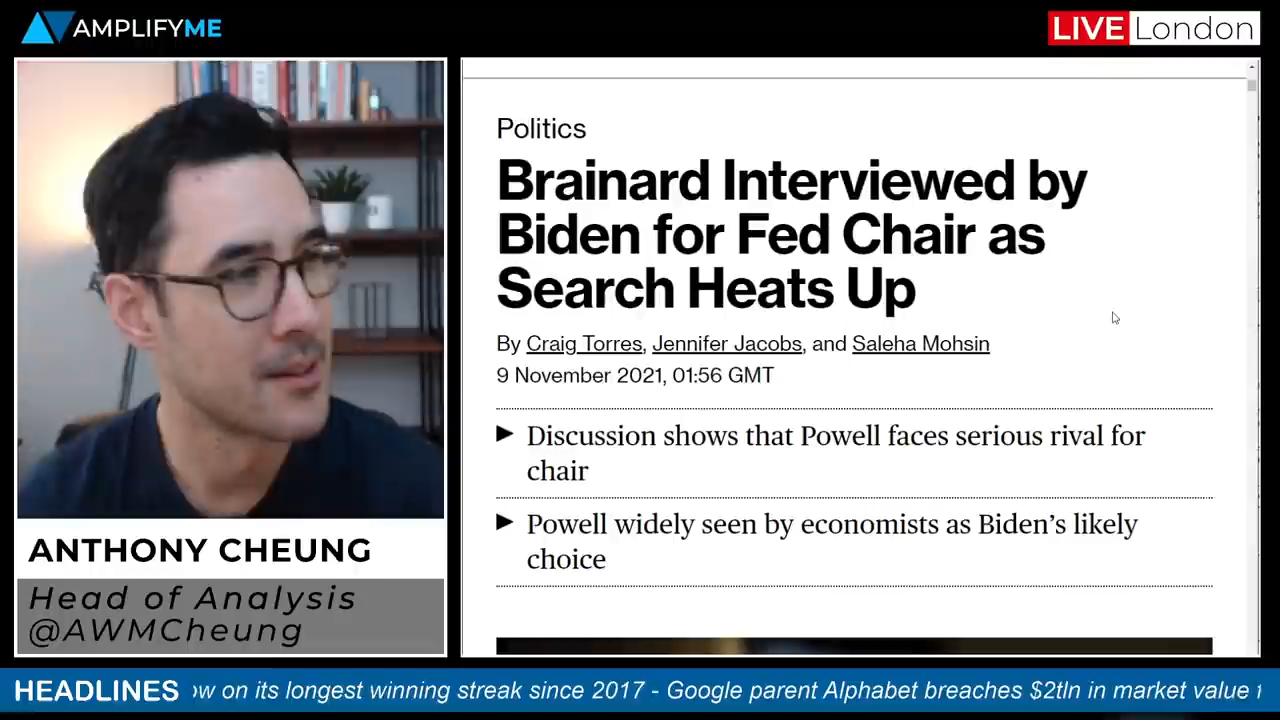 AMPLIFYME
LIVE London
Politics
Brainard Interviewed by
Biden for Fed Chair as
Search Heats Up
By Craig Torres, Jennifer Jacobs, and Saleha Mohsin
9 November 2021, 01:56 GMT
Discussion shows that Powell faces serious rival for
chair
Powell widely seen by economists as Biden's likely
choice
ANTHONY CHEUNG
Head of Analysis
@AWMCheung
HEADLINES on its longest winning streak since 2017 - Google parent Alphabet breaches $2tln in market value